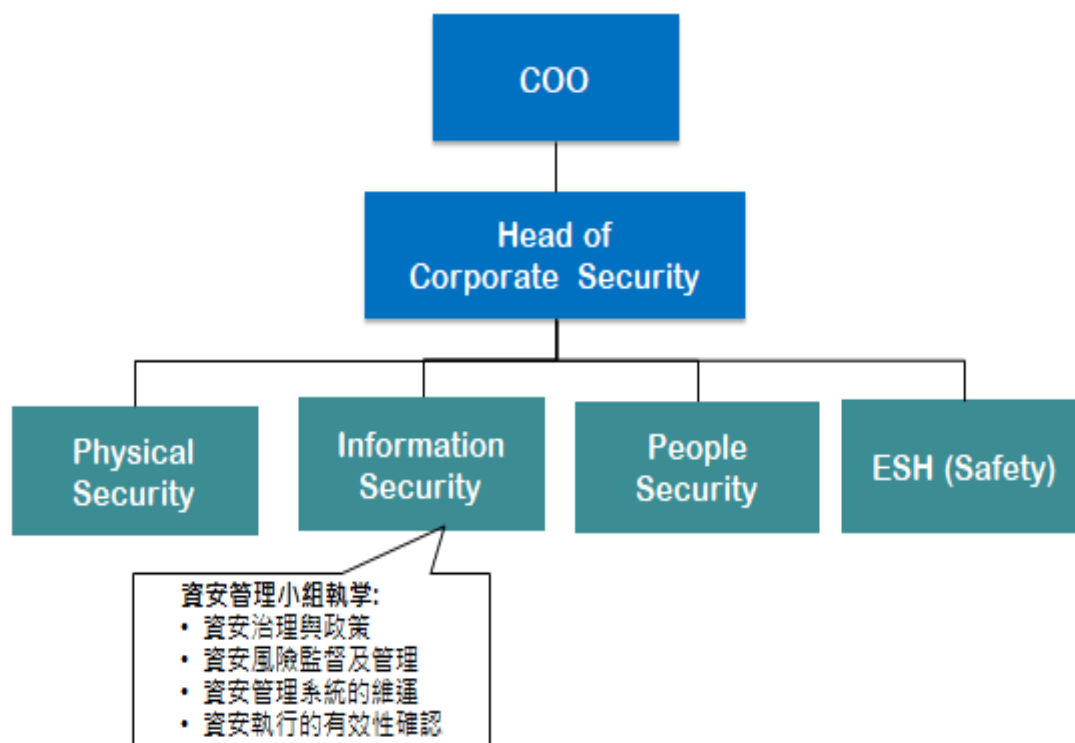 COO
Head of
Corporate Security
Physical
Security
Information
Security
People
Security
ESH (Safety)
資安管理小組執掌:
• 資安治理與政策
• 資安風險監督及管理
• 資安管理系統的維運
• 資安執行的有效性確認